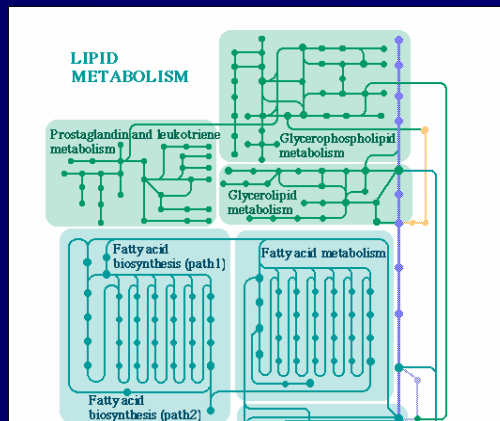 LIPID
METABOLISM
Prostaglandin and leukotriene
metabolism
Glycerophospholipid
metabolism
Glycerolipid
metabolism
Fatty acid
biosynthesis (path1)
Fatty acid metabolism
Fatty acid
biosynthesis (path2)